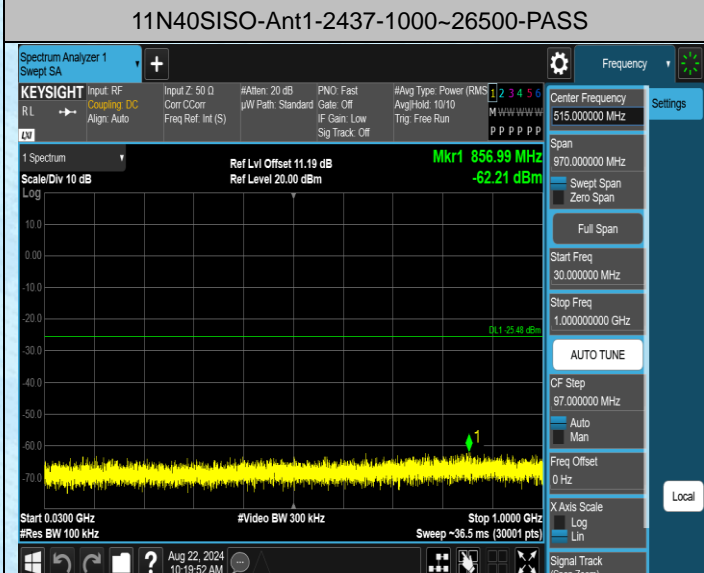 11N40SISO-Ant1-2437-1000~26500-PASS
Spectrum Analyzer 1
Swept SA
Frequency
KEYSIGHT
RL
LXI
Input: RF
Coupling: DC
Align: Auto
Input Z: 50 Ω
Corr CCorr
Freq Ref: Int (S)
#Atten: 20 dB
µW Path: Standard
PNO: Fast
Gate: Off
IF Gain: Low
Sig Track: Off
#Avg Type: Power (RMS
Avg|Hold: 10/10
Trig: Free Run
1 2 3 4 5 6
M W W W W W
P P P P P P
1 Spectrum
Scale/Div 10 dB
Log
Ref Lvl Offset 11.19 dB
Ref Level 20.00 dBm
Mkr1 856.99 MHz
-62.21 dBm
10.0
0.00
-10.0
-20.0
DL1 -25.48 dBm
-30.0
-40.0
-50.0
-60.0
-70.0
1
Start 0.0300 GHz
#Res BW 100 kHz
#Video BW 300 kHz
Stop 1.0000 GHz
Sweep ~36.5 ms (30001 pts)
Aug 22, 2024
10:19:52 AM
Center Frequency
515.000000 MHz
Settings
Span
970.000000 MHz
Swept Span
Zero Span
Full Span
Start Freq
30.000000 MHz
Stop Freq
1.000000000 GHz
AUTO TUNE
CF Step
97.000000 MHz
Auto
Man
Freq Offset
0 Hz
X Axis Scale
Log
Lin
Local
Signal Track
(Span Zoom)